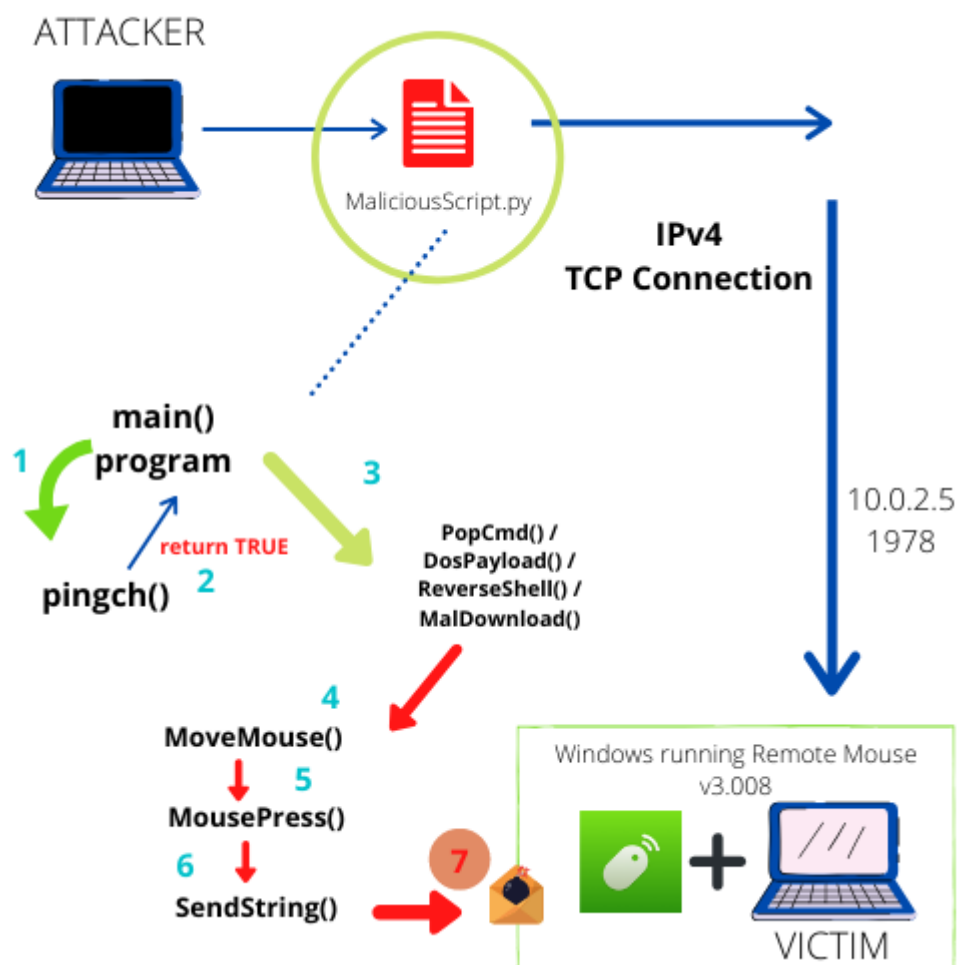 ATTACKER
MaliciousScript.py
IPv4
TCP Connection
main()
program
1
3
return TRUE
2
pingch()
10.0.2.5
1978
PopCmd() /
DosPayload() /
ReverseShell() /
MalDownload()
4
MoveMouse()
5
MousePress()
6
SendString()
7
Windows running Remote Mouse
v3.008
VICTIM